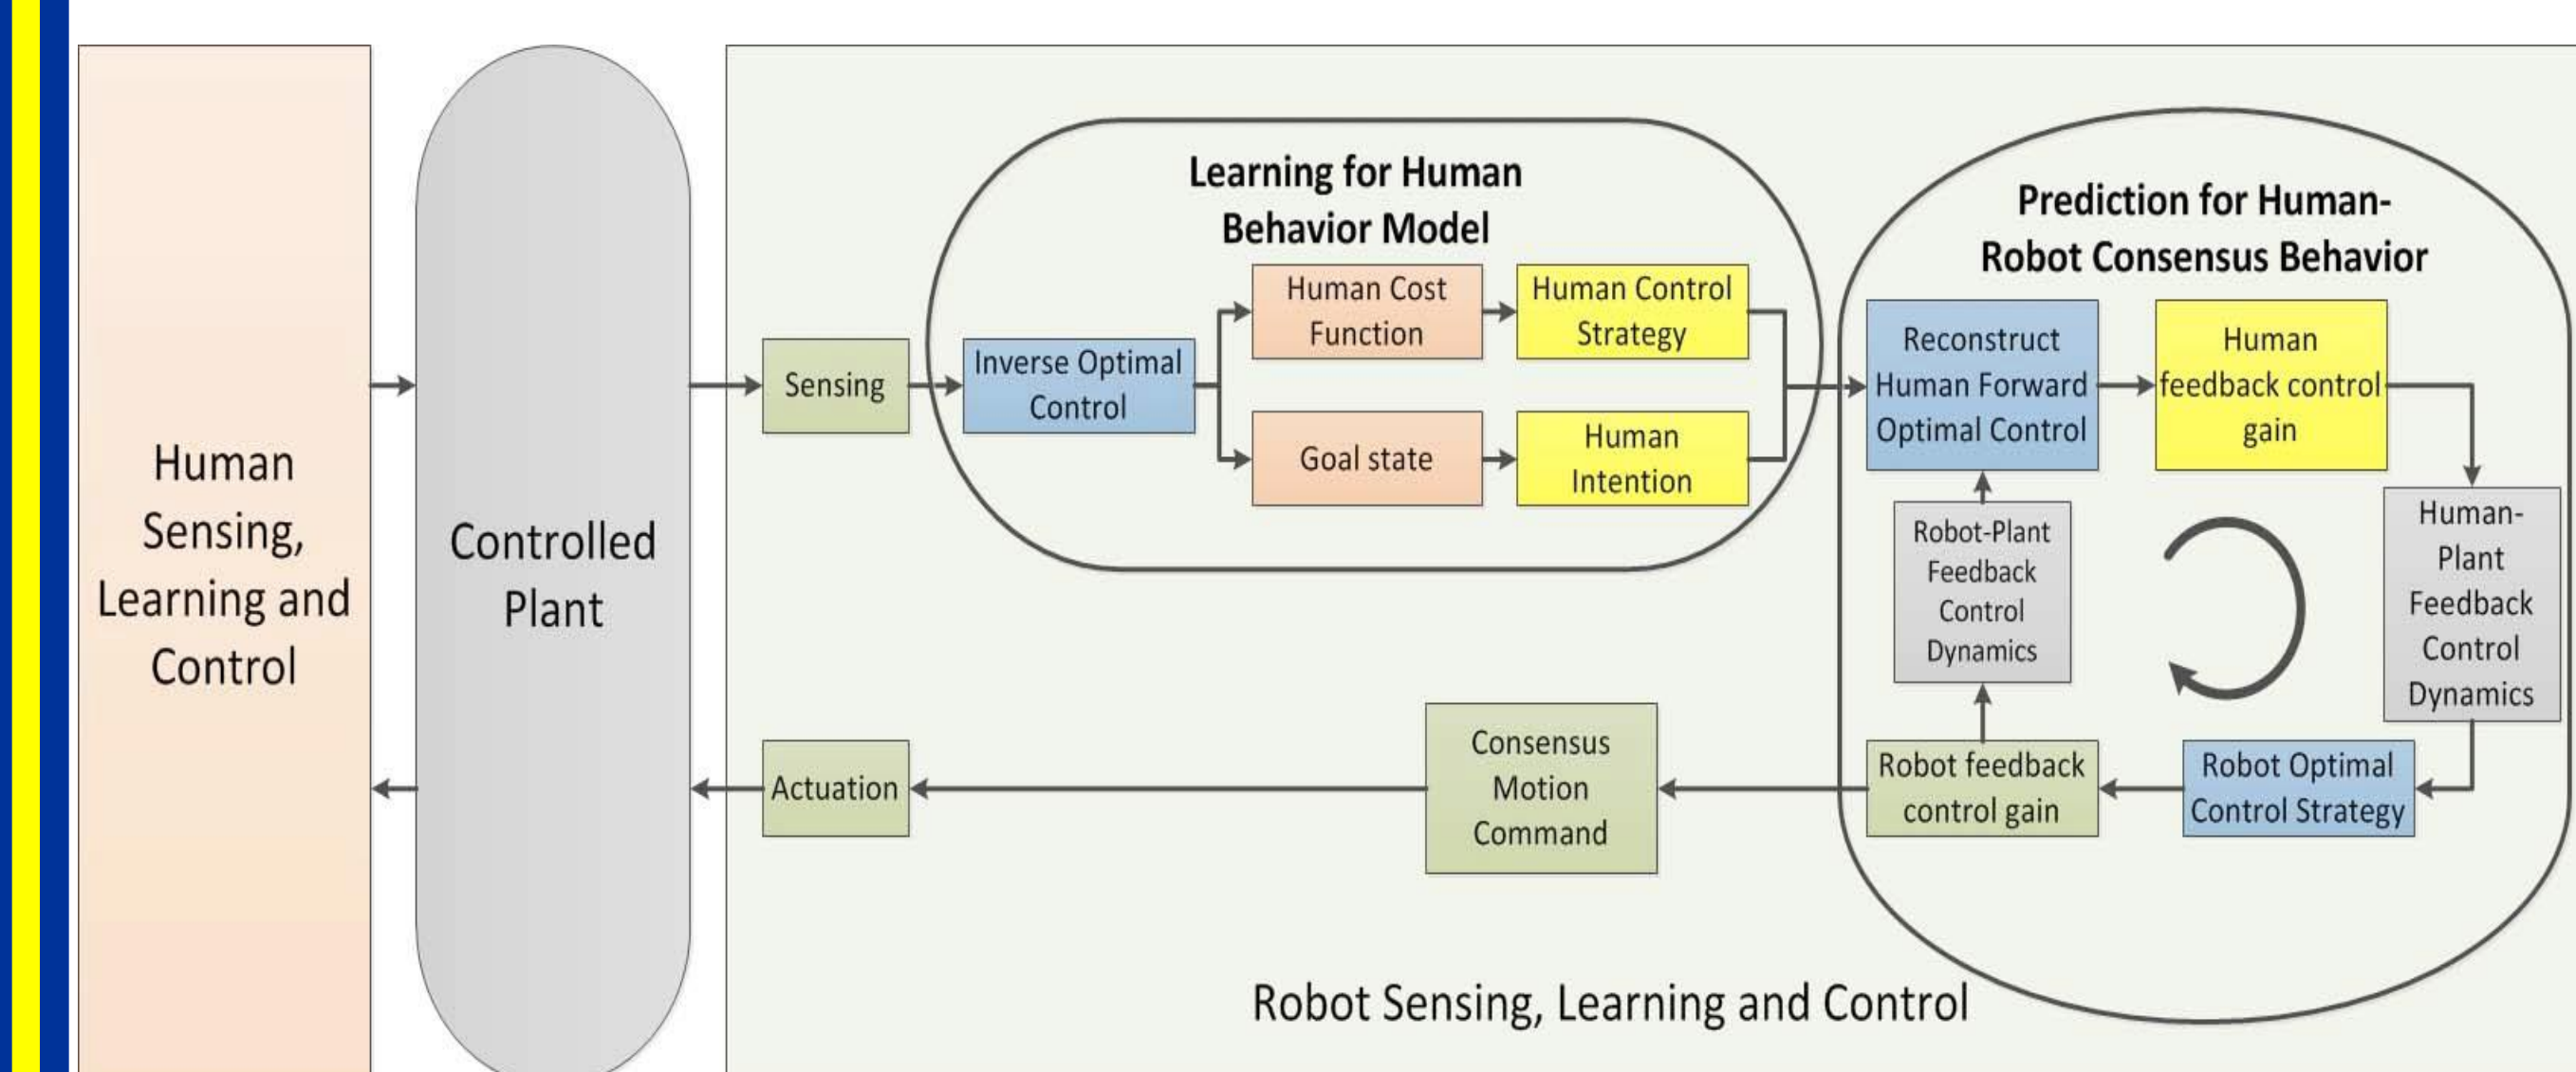 Human
Sensing,
Learning and
Control
Controlled
Plant
Learning for Human
Behavior Model
Sensing
Inverse Optimal
Control
Human Cost
Function
Human Control
Strategy
Goal state
Human
Intention
Prediction for Human-
Robot Consensus Behavior
Reconstruct
Human Forward
Optimal Control
Human
feedback control
gain
Robot-Plant
Feedback
Control
Dynamics
Human-
Plant
Feedback
Control
Dynamics
Actuation
Consensus
Motion
Command
Robot feedback
control gain
Robot Optimal
Control Strategy
Robot Sensing, Learning and Control